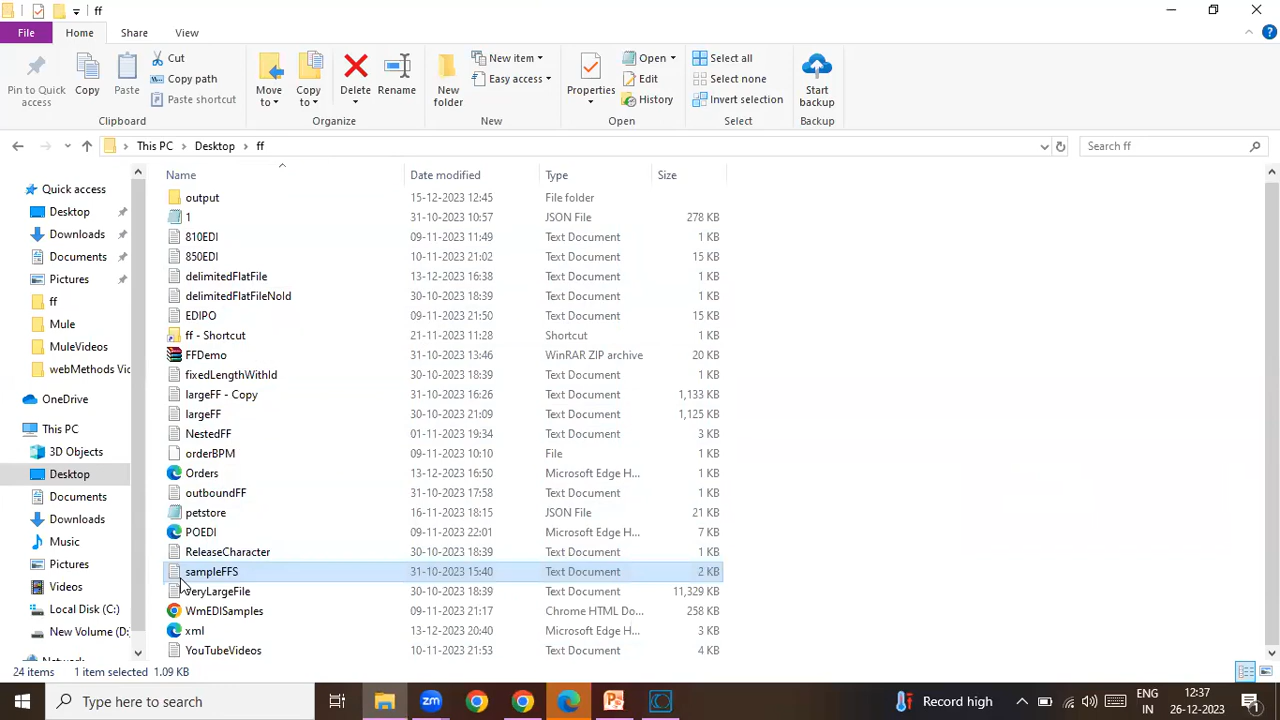 ff
File Home Share View
Pin to Quick access
Copy
Paste
Cut
Copy path
Paste shortcut
Clipboard
Move to
Copy to
Delete
Rename
Organize
New folder
New item
Easy access
New
Properties
Open
Edit
History
Open
Select all
Select none
Invert selection
Select
Start backup
Backup
This PC > Desktop > ff
Search ff
Quick access
Desktop
Downloads
Documents
Pictures
ff
Mule
MuleVideos
webMethods Vic
OneDrive
This PC
3D Objects
Desktop
Documents
Downloads
Music
Pictures
Videos
Local Disk (C:)
New Volume (D:
Name Date modified Type Size
output 15-12-2023 12:45 File folder
1 31-10-2023 10:57 JSON File 278 KB
810EDI 09-11-2023 11:49 Text Document 1 KB
850EDI 10-11-2023 21:02 Text Document 15 KB
delimitedFlatFile 13-12-2023 16:38 Text Document 1 KB
delimitedFlatFileNoId 30-10-2023 18:39 Text Document 1 KB
EDIPO 09-11-2023 21:50 Text Document 15 KB
ff - Shortcut 21-11-2023 11:28 Shortcut 1 KB
FFDemo 31-10-2023 13:46 WinRAR ZIP archive 20 KB
fixedLengthWithId 30-10-2023 18:39 Text Document 1 KB
largeFF - Copy 31-10-2023 16:26 Text Document 1,133 KB
largeFF 30-10-2023 21:09 Text Document 1,125 KB
NestedFF 01-11-2023 19:34 Text Document 3 KB
orderBPM 09-11-2023 10:10 File 1 KB
Orders 13-12-2023 16:50 Microsoft Edge H... 1 KB
outboundFF 31-10-2023 17:58 Text Document 1 KB
petstore 16-11-2023 18:15 JSON File 21 KB
POEDI 09-11-2023 22:01 Microsoft Edge H... 7 KB
ReleaseCharacter 30-10-2023 18:39 Text Document 1 KB
sampleFFS 31-10-2023 15:40 Text Document 2 KB
veryLargeFile 30-10-2023 18:39 Text Document 11,329 KB
WmEDISamples 09-11-2023 21:17 Chrome HTML Do... 258 KB
xml 13-12-2023 20:40 Microsoft Edge H... 3 KB
YouTubeVideos 10-11-2023 21:53 Text Document 4 KB
24 items 1 item selected 1.09 KB
Type here to search
Record high
ENG
IN
12:37
26-12-2023
1